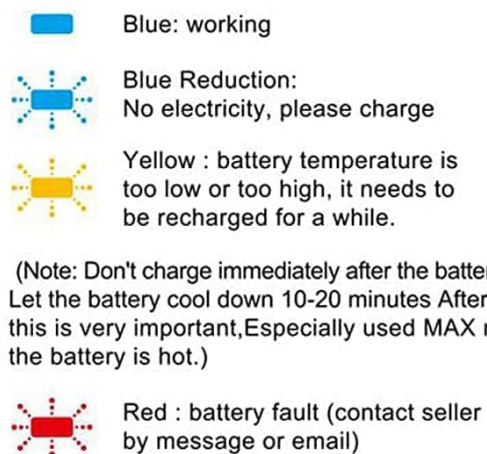 Blue: working
Blue Reduction:
No electricity, please charge
Yellow : battery temperature is
too low or too high, it needs to
be recharged for a while.
(Note: Don't charge immediately after the
Let the battery cool down 10-20 minutes After
this is very important,Especially used MAX
the battery is hot.)
Red : battery fault (contact seller
by message or email)